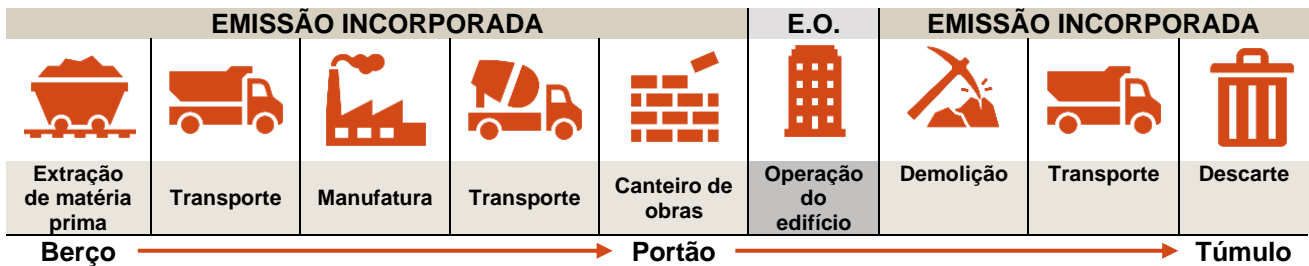 EMISSÃO INCORPORADA
E.O.
EMISSÃO INCORPORADA
Extração
de matéria
prima
Transporte
Manufatura
Transporte
Canteiro de
obras
Operação
do
edifício
Demolição
Transporte
Descarte
Berço
Portão
Túmulo